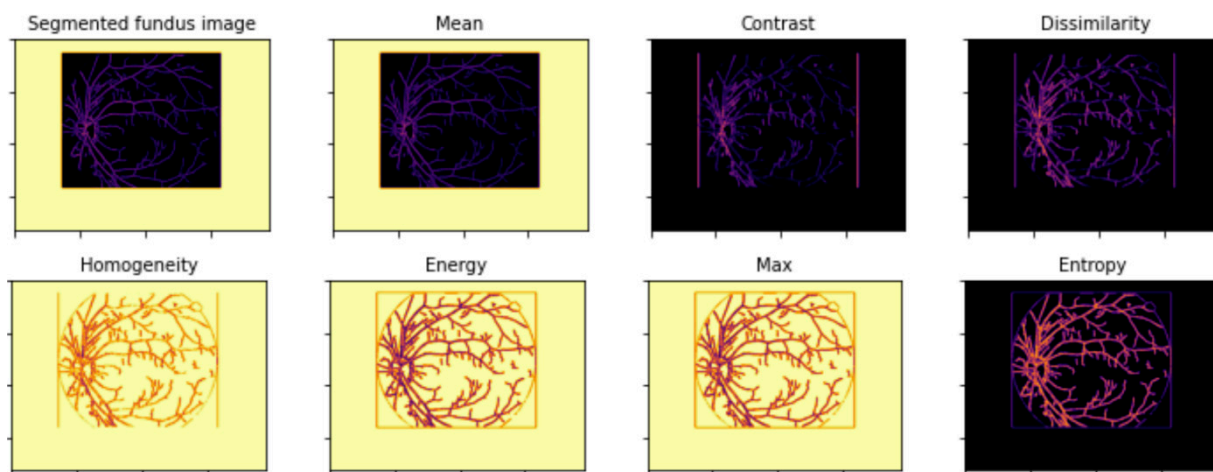 Segmented fundus image
Mean
Contrast
Dissimilarity
Homogeneity
Energy
Max
Entropy